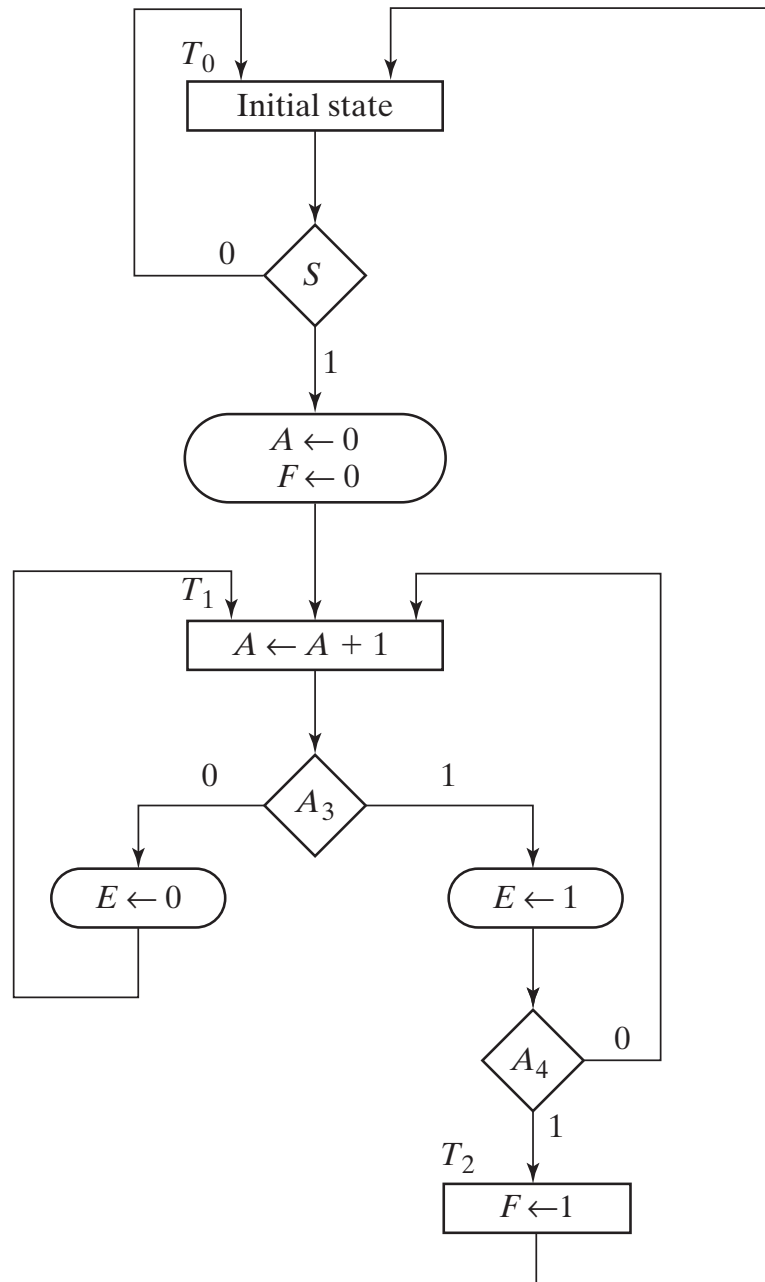 T₀
Initial state
0
S
1
A ← 0
F ← 0
T₁
A ← A + 1
0
1
A₃
E ← 0
E ← 1
0
A₄
1
T₂
F ←1